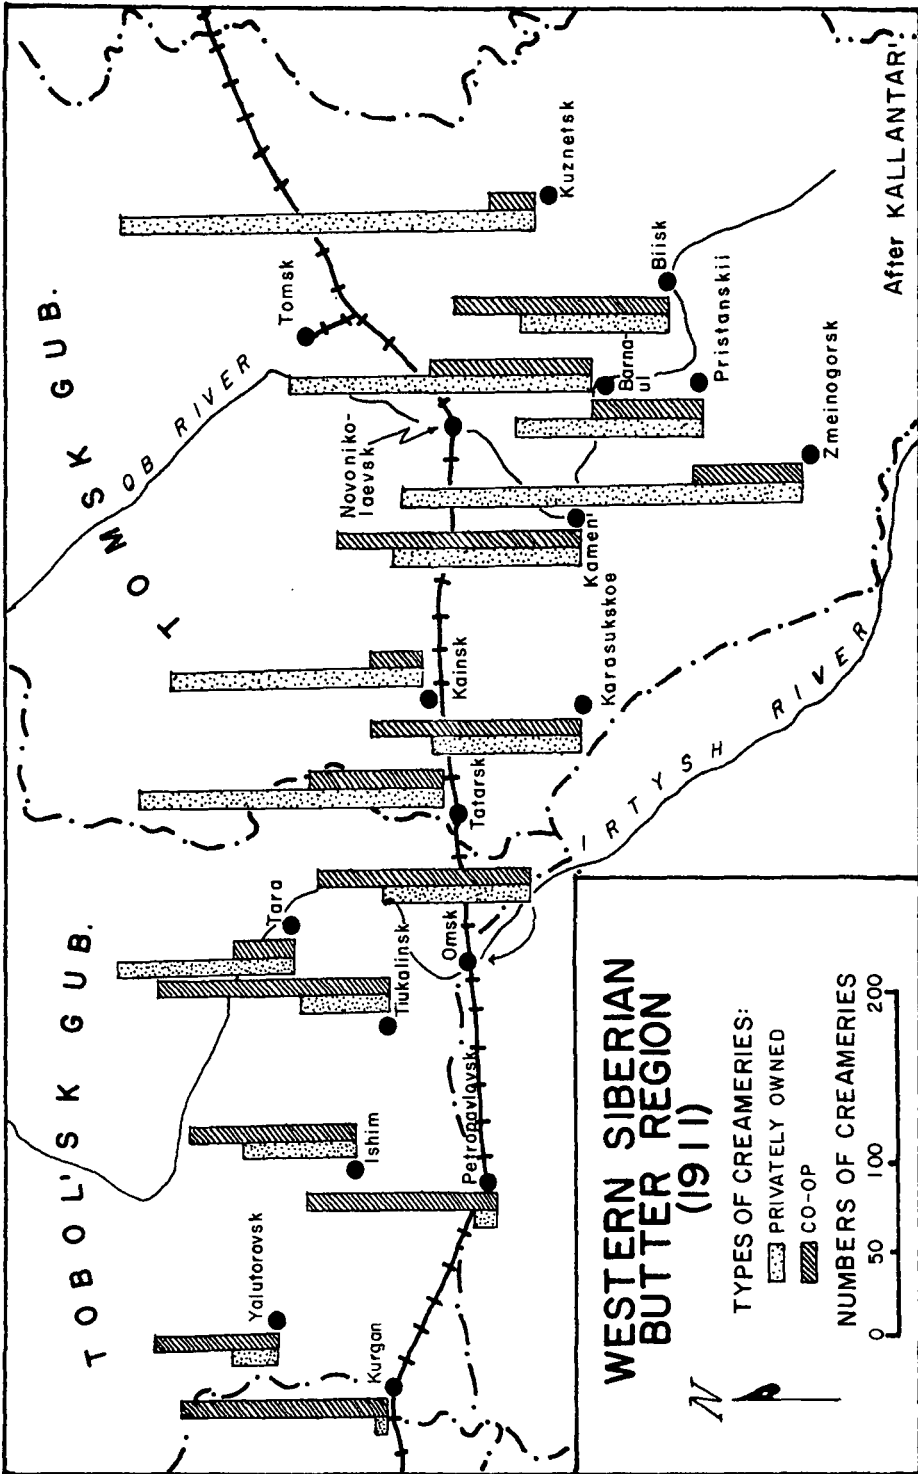 TOBOL'SK GUB.
TOMSK GUB.
OB RIVER
Tomsk
Kuznetsk
Novoniko-
laevsk
Barna-
ul
Biisk
Pristanskii
Zmeinogorsk
Kamen'
Karasukskoe
Kainsk
Tatarsk
Tara
Tiukalinsk
Omsk
Ishim
Petropavlovsk
Yalutorovsk
Kurgan
IRTYSH RIVER
After KALLANTAR'
WESTERN SIBERIAN
BUTTER REGION
(1911)
N
TYPES OF CREAMERIES:
PRIVATELY OWNED
CO-OP
NUMBERS OF CREAMERIES
0 50 100 200